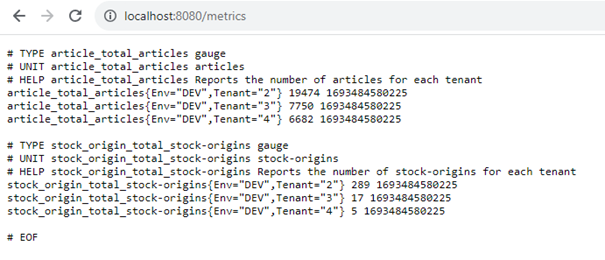 localhost:8080/metrics
# TYPE article_total_articles gauge
# UNIT article_total_articles articles
# HELP article_total_articles Reports the number of articles for each tenant
article_total_articles{Env="DEV",Tenant="2"} 19474 1693484580225
article_total_articles{Env="DEV",Tenant="3"} 7750 1693484580225
article_total_articles{Env="DEV",Tenant="4"} 6682 1693484580225
# TYPE stock_origin_total_stock-origins gauge
# UNIT stock_origin_total_stock-origins stock-origins
# HELP stock_origin_total_stock-origins Reports the number of stock-origins for each tenant
stock_origin_total_stock-origins{Env="DEV",Tenant="2"} 289 1693484580225
stock_origin_total_stock-origins{Env="DEV",Tenant="3"} 17 1693484580225
stock_origin_total_stock-origins{Env="DEV",Tenant="4"} 5 1693484580225
# EOF